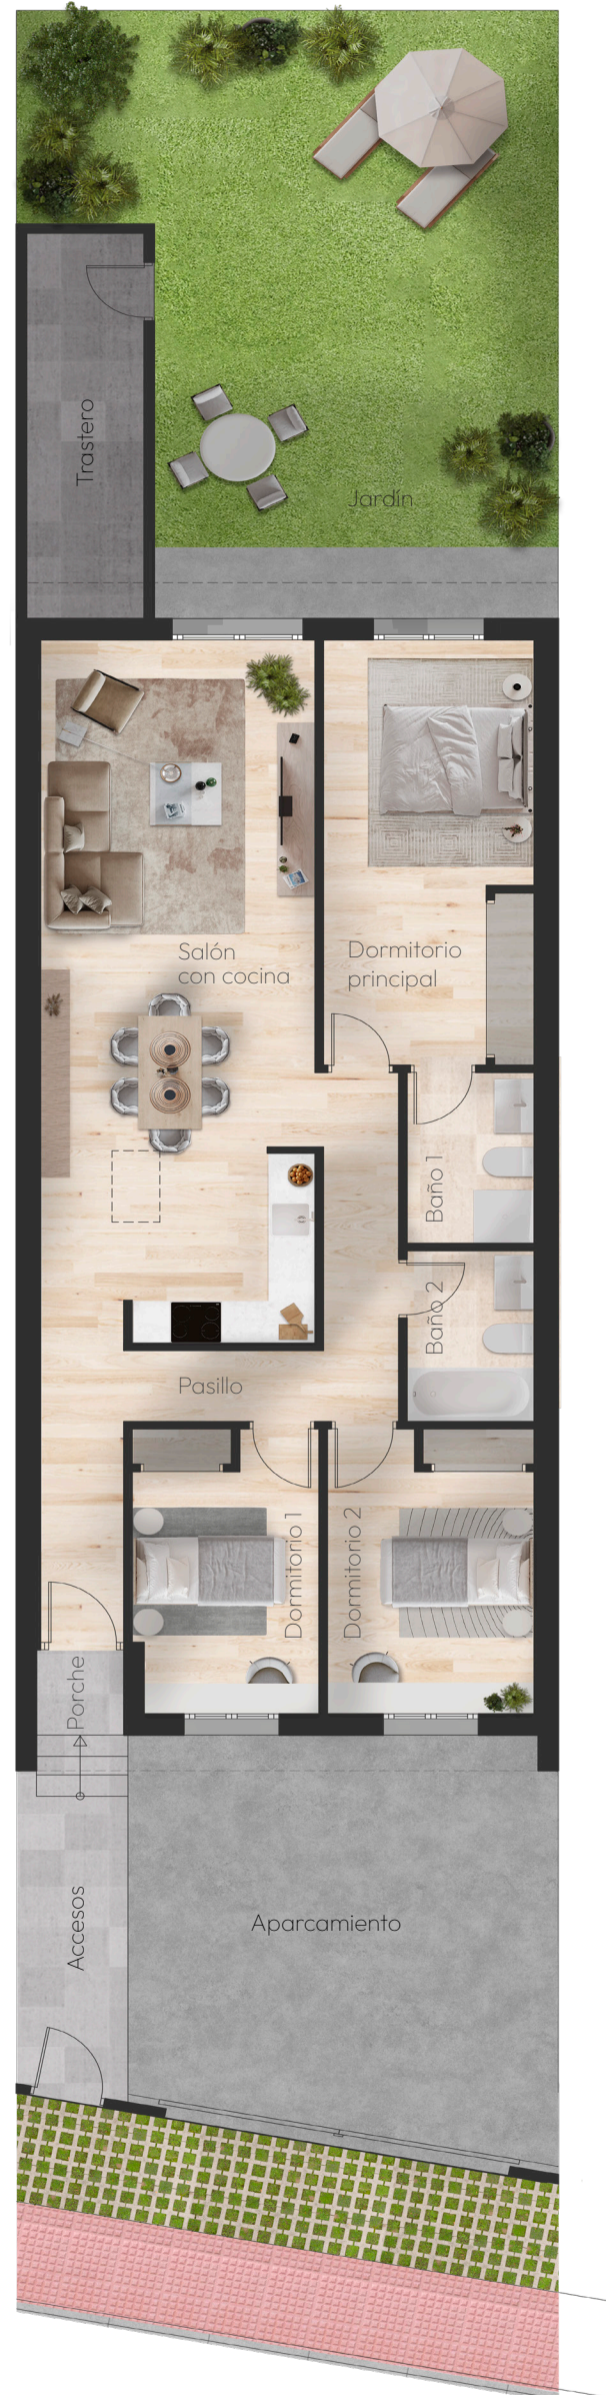 Trastero
Jardín
Salón
con cocina
Dormitorio
principal
Baño 1
Baño 2
Pasillo
Dormitorio 1
Dormitorio 2
Porche
Accesos
Aparcamiento